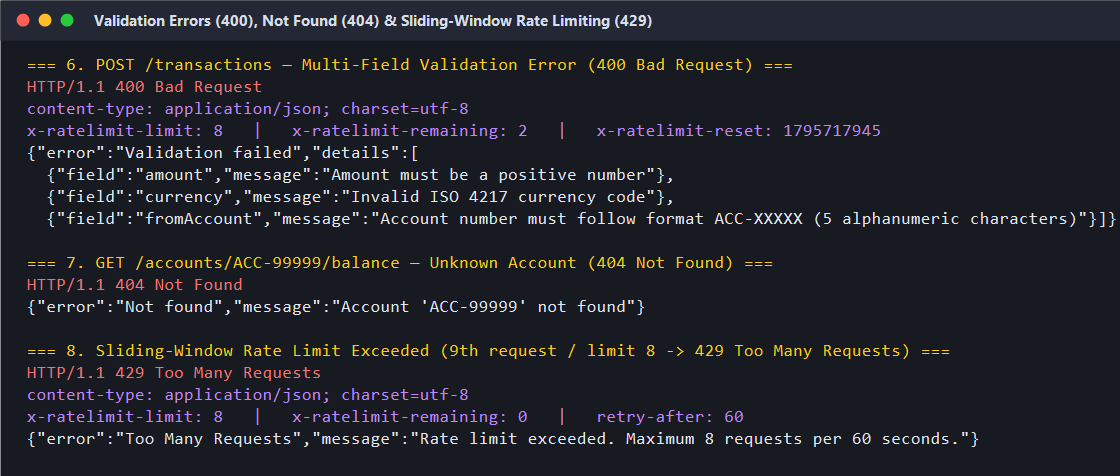 Validation Errors (400), Not Found (404) & Sliding-Window Rate Limiting (429)
=== 6. POST /transactions — Multi-Field Validation Error (400 Bad Request) ===
HTTP/1.1 400 Bad Request
content-type: application/json; charset=utf-8
x-ratelimit-limit: 8   |   x-ratelimit-remaining: 2   |   x-ratelimit-reset: 1795717945
{"error":"Validation failed","details":[
  {"field":"amount","message":"Amount must be a positive number"},
  {"field":"currency","message":"Invalid ISO 4217 currency code"},
  {"field":"fromAccount","message":"Account number must follow format ACC-XXXXX (5 alphanumeric characters)"}]}
=== 7. GET /accounts/ACC-99999/balance — Unknown Account (404 Not Found) ===
HTTP/1.1 404 Not Found
{"error":"Not found","message":"Account 'ACC-99999' not found"}
=== 8. Sliding-Window Rate Limit Exceeded (9th request / limit 8 -> 429 Too Many Requests) ===
HTTP/1.1 429 Too Many Requests
content-type: application/json; charset=utf-8
x-ratelimit-limit: 8   |   x-ratelimit-remaining: 0   |   retry-after: 60
{"error":"Too Many Requests","message":"Rate limit exceeded. Maximum 8 requests per 60 seconds."}